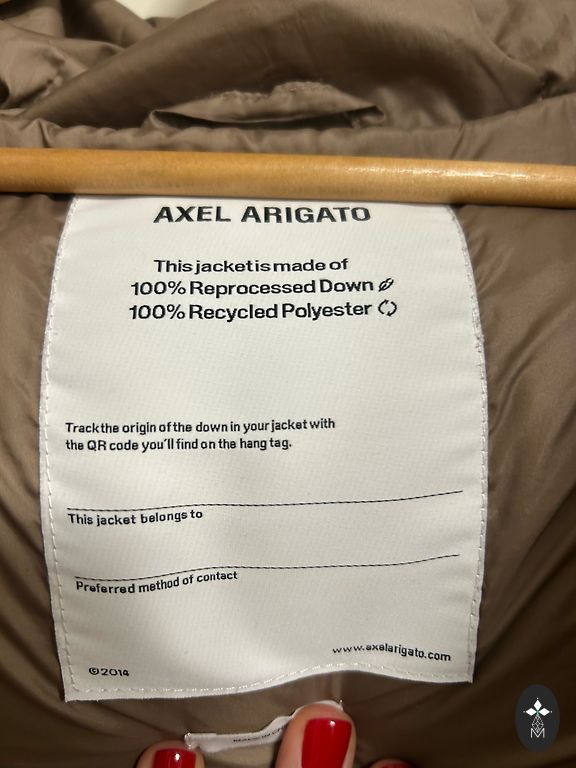 AXEL ARIGATO
This jacket is made of
100% Reprocessed Down
100% Recycled Polyester
Track the origin of the down in your jacket with
the QR code you'll find on the hang tag.
This jacket belongs to
Preferred method of contact
www.axelarigato.com
©2014
M